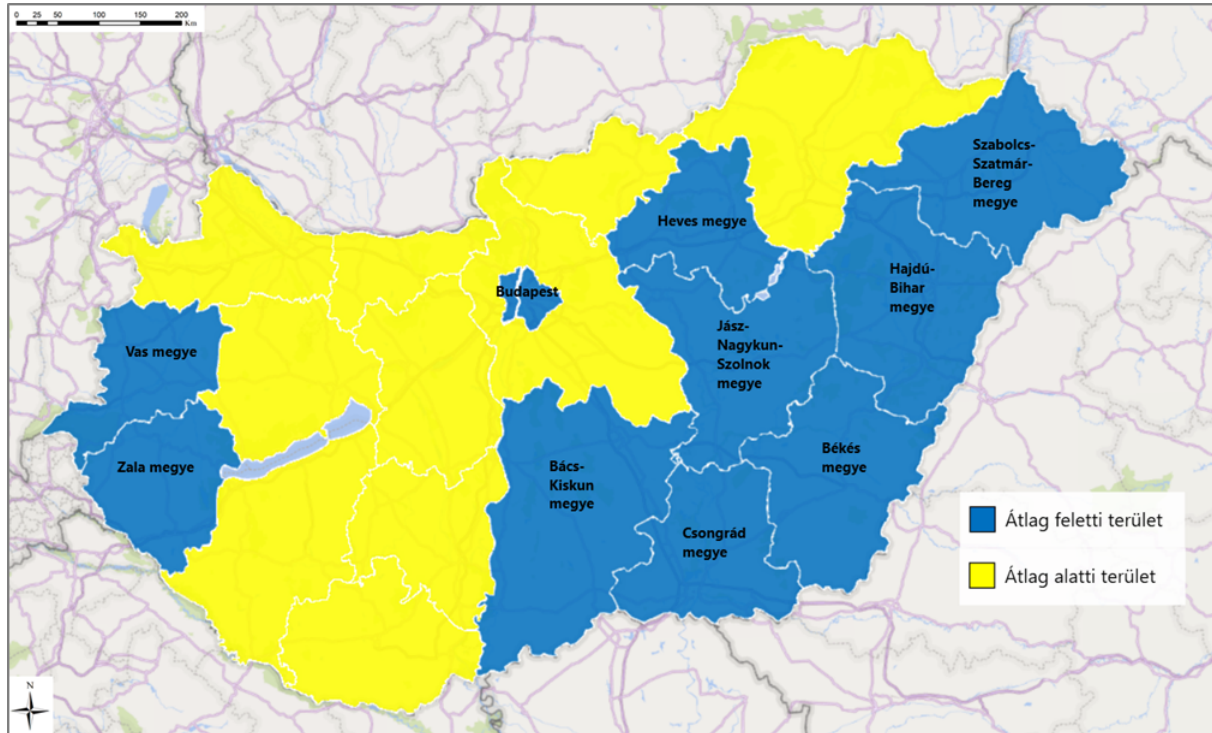 0 25 50 100 150 200
Km
Szabolcs-
Szatmár-
Bereg
megye
Heves megye
Hajdú-
Bihar
megye
Budapest
Jász-
Nagykun-
Szolnok
megye
Vas megye
Zala megye
Békés
megye
Bács-
Kiskun
megye
Csongrád
megye
Átlag feletti terület
Átlag alatti terület
N